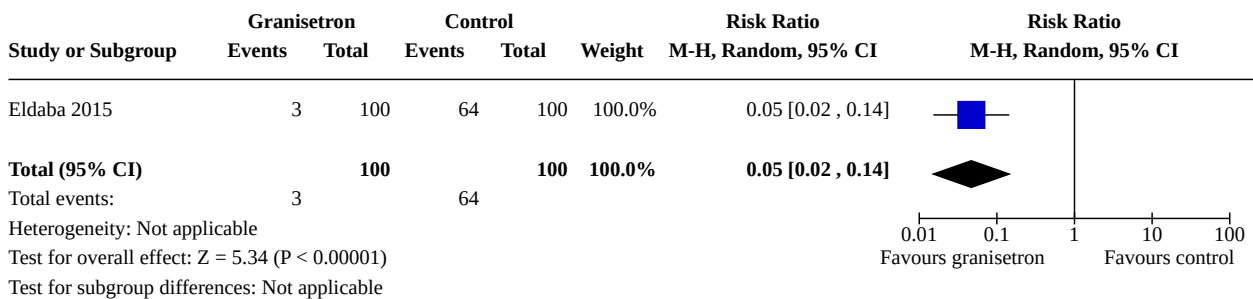 Granisetron Control Risk Ratio Risk Ratio
Study or Subgroup Events Total Events Total Weight M-H, Random, 95% CI M-H, Random, 95% CI
Eldaba 2015 3 100 64 100 100.0% 0.05 [0.02 , 0.14]
Total (95% CI) 100 100 100.0% 0.05 [0.02 , 0.14]
Total events: 3 64
Heterogeneity: Not applicable
Test for overall effect: Z = 5.34 (P < 0.00001)
Test for subgroup differences: Not applicable
0.01 0.1 1 10 100
Favours granisetron Favours control